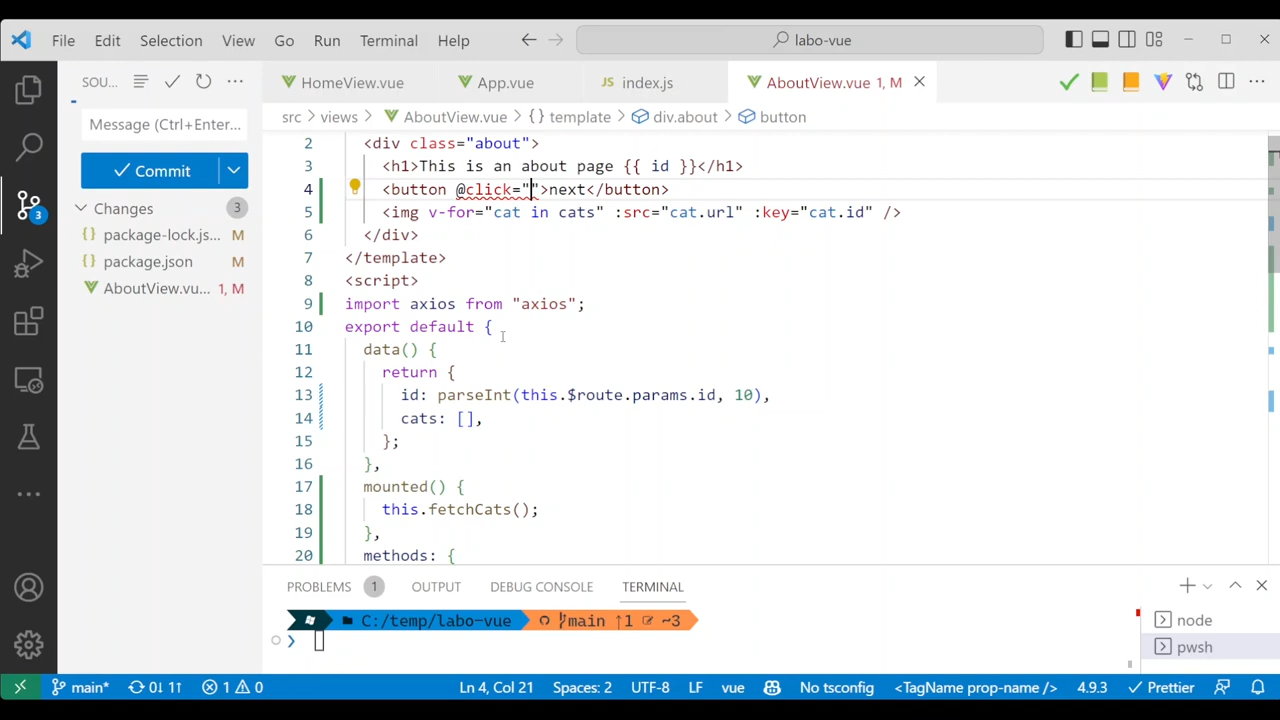 File Edit Selection View Go Run Terminal Help
labo-vue
SOU...
HomeView.vue
App.vue
JS index.js
AboutView.vue 1, M
Message (Ctrl+Enter...
src > views > AboutView.vue > {} template > div.about > button
Commit
Changes 3
package-lock.js... M
package.json M
AboutView.vu... 1, M
3
2 <div class="about">
3 <h1>This is an about page {{ id }}</h1>
4 <button @click="">next</button>
5 <img v-for="cat in cats" :src="cat.url" :key="cat.id" />
6 </div>
7 </template>
8 <script>
9 import axios from "axios";
10 export default {
11 data() {
12 return {
13 id: parseInt(this.$route.params.id, 10),
14 cats: [],
15 };
16 },
17 mounted() {
18 this.fetchCats();
19 },
20 methods: {
PROBLEMS 1 OUTPUT DEBUG CONSOLE TERMINAL
C:/temp/labo-vue main ↑1 ~3
❯
node
pwsh
main* 0↓ 1↑ 1 0 Ln 4, Col 21 Spaces: 2 UTF-8 LF vue No tsconfig <TagName prop-name /> 4.9.3 Prettier